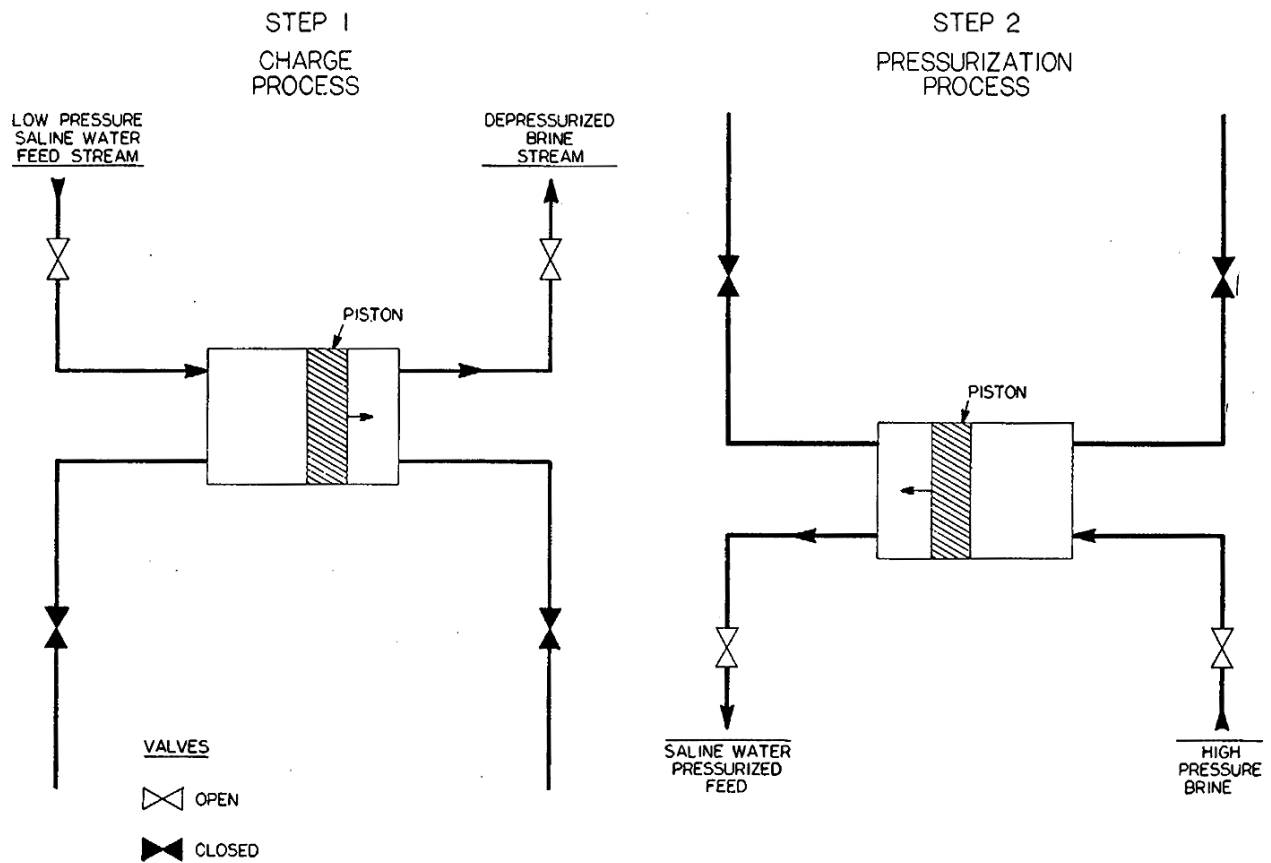 STEP 1
CHARGE
PROCESS
LOW PRESSURE
SALINE WATER
FEED STREAM
DEPRESSURIZED
BRINE
STREAM
PISTON
VALVES
OPEN
CLOSED
STEP 2
PRESSURIZATION
PROCESS
PISTON
SALINE WATER
PRESSURIZED
FEED
HIGH
PRESSURE
BRINE